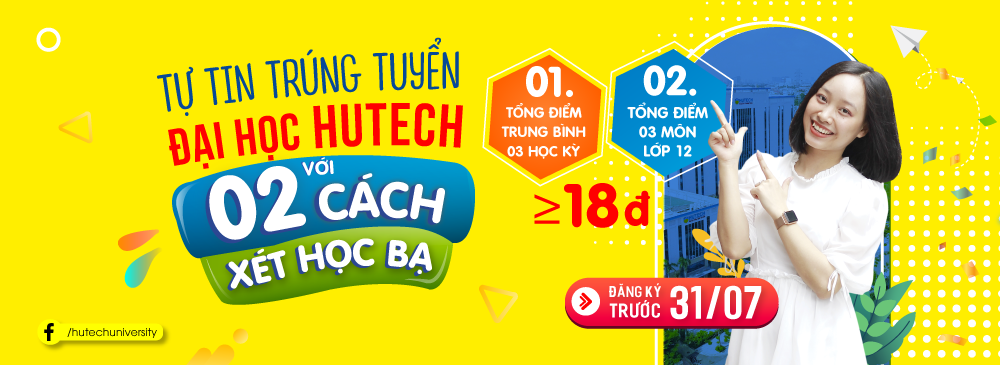 TỰ TIN TRÚNG TUYỂN
ĐẠI HỌC HUTECH
VỚI
02 CÁCH
XÉT HỌC BẠ
01.
TỔNG ĐIỂM
TRUNG BÌNH
03 HỌC KỲ
02.
TỔNG ĐIỂM
03 MÔN
LỚP 12
≥18đ
ĐĂNG KÝ
TRƯỚC 31/07
f /hutechuniversity